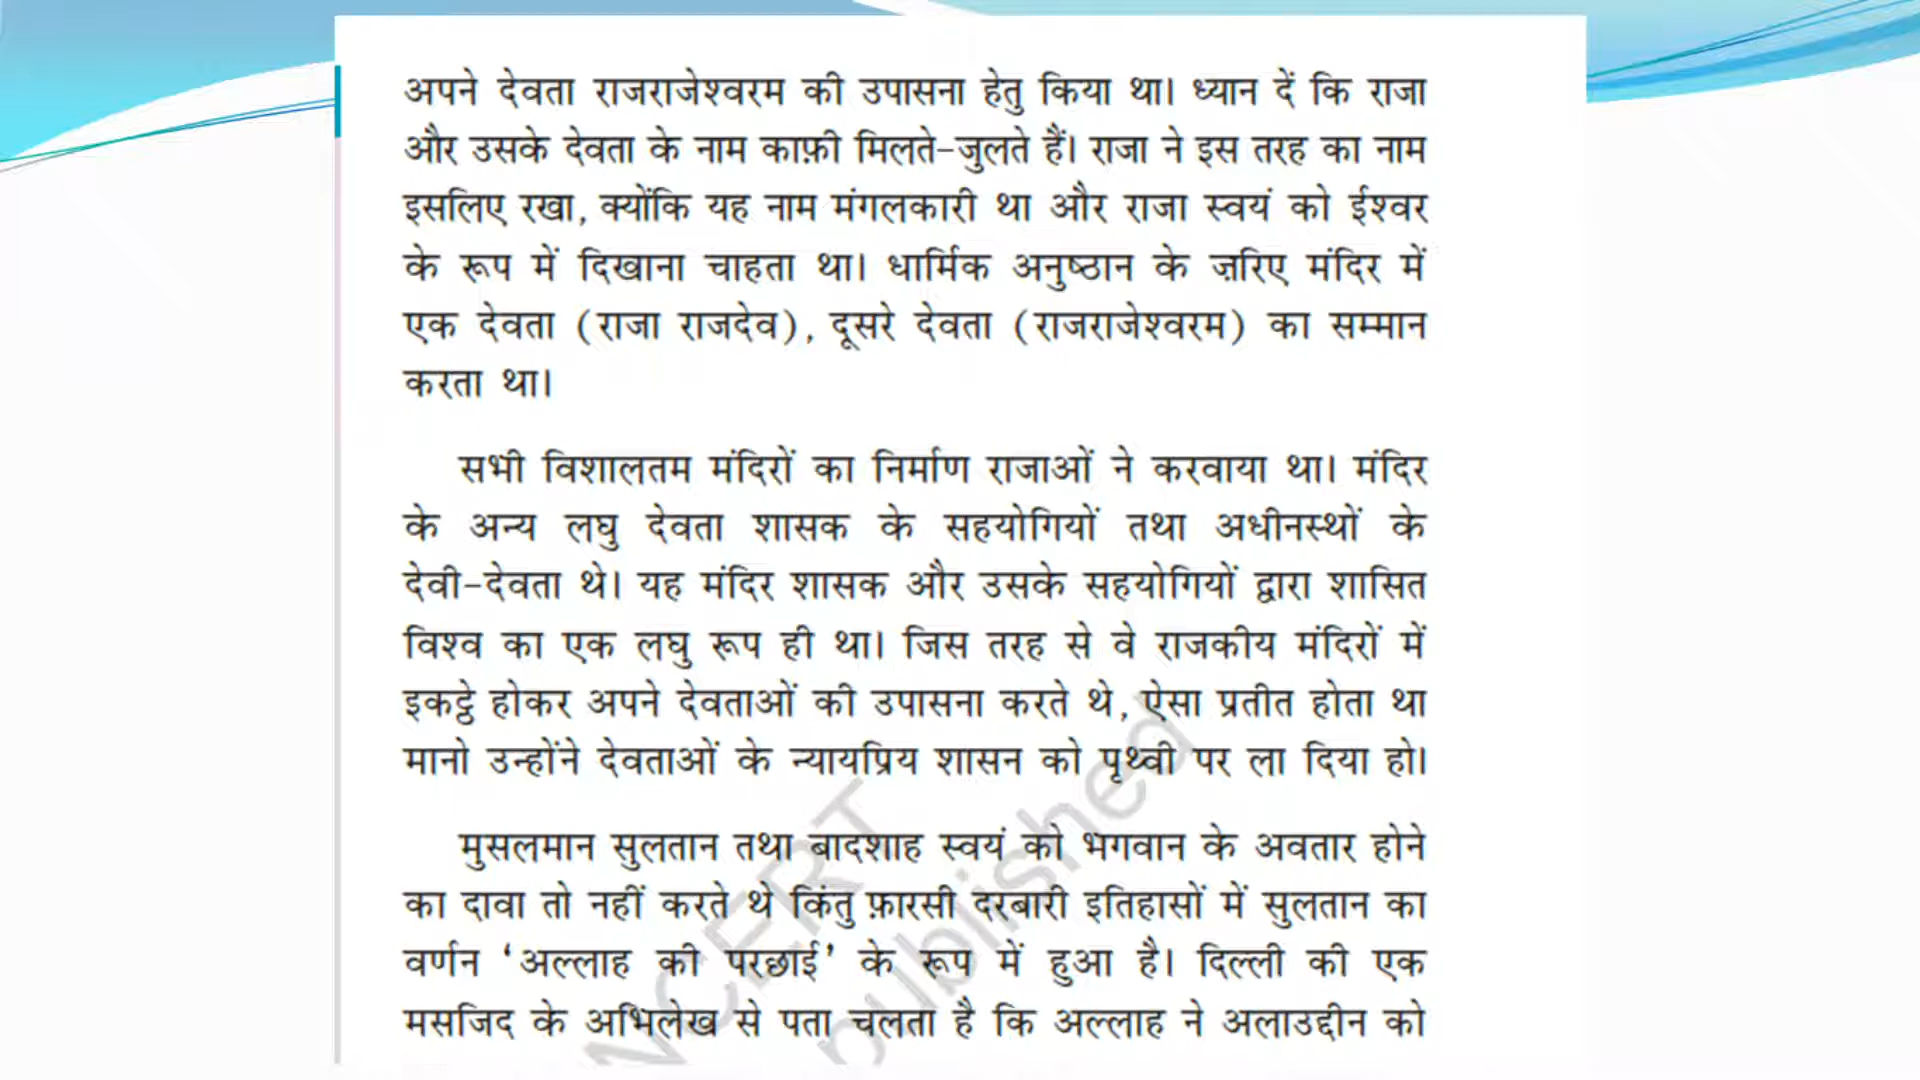 अपने देवता राजराजेश्वरम की उपासना हेतु किया था। ध्यान दें कि राजा
और उसके देवता के नाम काफ़ी मिलते-जुलते हैं। राजा ने इस तरह का नाम
इसलिए रखा, क्योंकि यह नाम मंगलकारी था और राजा स्वयं को ईश्वर
के रूप में दिखाना चाहता था। धार्मिक अनुष्ठान के ज़रिए मंदिर में
एक देवता (राजा राजदेव), दूसरे देवता (राजराजेश्वरम) का सम्मान
करता था।
सभी विशालतम मंदिरों का निर्माण राजाओं ने करवाया था। मंदिर
के अन्य लघु देवता शासक के सहयोगियों तथा अधीनस्थों के
देवी-देवता थे। यह मंदिर शासक और उसके सहयोगियों द्वारा शासित
विश्व का एक लघु रूप ही था। जिस तरह से वे राजकीय मंदिरों में
इकट्ठे होकर अपने देवताओं की उपासना करते थे, ऐसा प्रतीत होता था
मानो उन्होंने देवताओं के न्यायप्रिय शासन को पृथ्वी पर ला दिया हो।
मुसलमान सुलतान तथा बादशाह स्वयं को भगवान के अवतार होने
का दावा तो नहीं करते थे किंतु फ़ारसी दरबारी इतिहासों में सुलतान का
वर्णन ‘अल्लाह की परछाई’ के रूप में हुआ है। दिल्ली की एक
मसजिद के अभिलेख से पता चलता है कि अल्लाह ने अलाउद्दीन को
NCERT
published